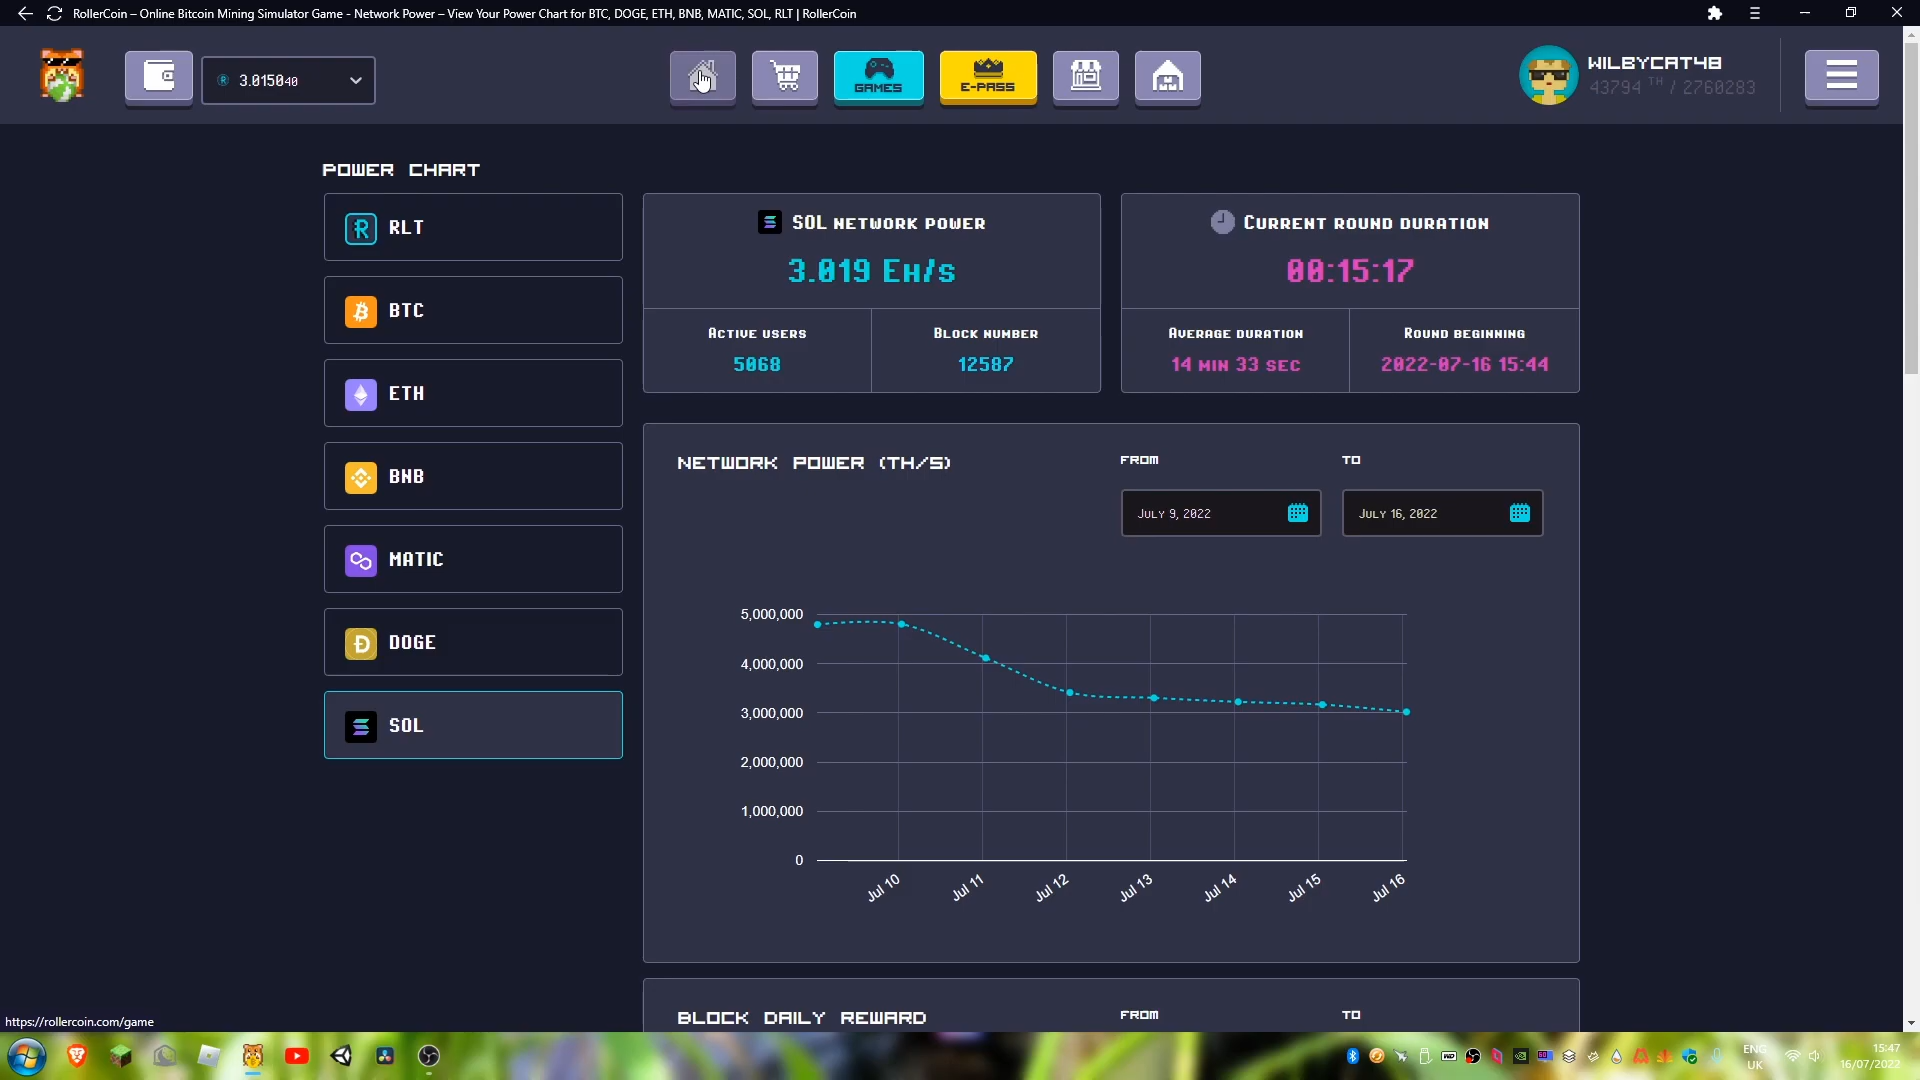 RollerCoin – Online Bitcoin Mining Simulator Game - Network Power – View Your Power Chart for BTC, DOGE, ETH, BNB, MATIC, SOL, RLT | RollerCoin
3.015040
GAMES
E-PASS
WILBYCAT48
43794 TH / 2760283
POWER CHART
RLT
BTC
ETH
BNB
MATIC
DOGE
SOL
SOL NETWORK POWER
3.019 EH/S
ACTIVE USERS
5068
BLOCK NUMBER
12587
CURRENT ROUND DURATION
00:15:17
AVERAGE DURATION
14 MIN 33 SEC
ROUND BEGINNING
2022-07-16 15:44
NETWORK POWER (TH/S)
FROM
TO
JULY 9, 2022
JULY 16, 2022
5,000,000
4,000,000
3,000,000
2,000,000
1,000,000
0
Jul 10
Jul 11
Jul 12
Jul 13
Jul 14
Jul 15
Jul 16
BLOCK DAILY REWARD
FROM
TO
https://rollercoin.com/game
ENG
UK
15:47
16/07/2022